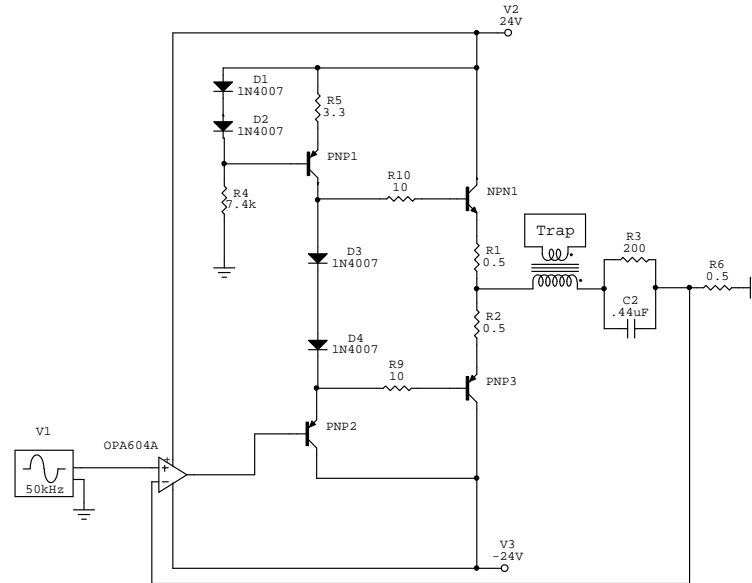 V2
24V
D1
1N4007
R5
3.3
D2
1N4007
PNP1
R10
10
NPN1
R4
7.4k
Trap
R3
200
D3
1N4007
R1
0.5
R6
0.5
C2
.44uF
R2
0.5
D4
1N4007
R9
10
PNP3
V1
OPA604A
PNP2
50kHz
V3
-24V